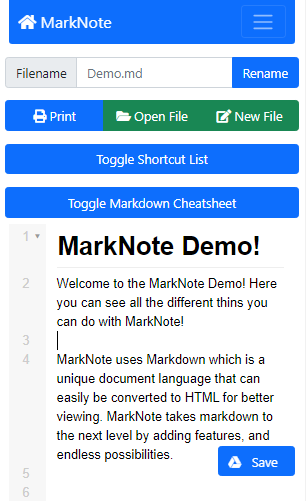 MarkNote
Filename Demo.md Rename
Print Open File New File
Toggle Shortcut List
Toggle Markdown Cheatsheet
1 MarkNote Demo!
2 Welcome to the MarkNote Demo! Here
you can see all the different thins you
can do with MarkNote!
3
4 MarkNote uses Markdown which is a
unique document language that can
easily be converted to HTML for better
viewing. MarkNote takes markdown to
the next level by adding features, and
endless possibilities.
Save
5
6